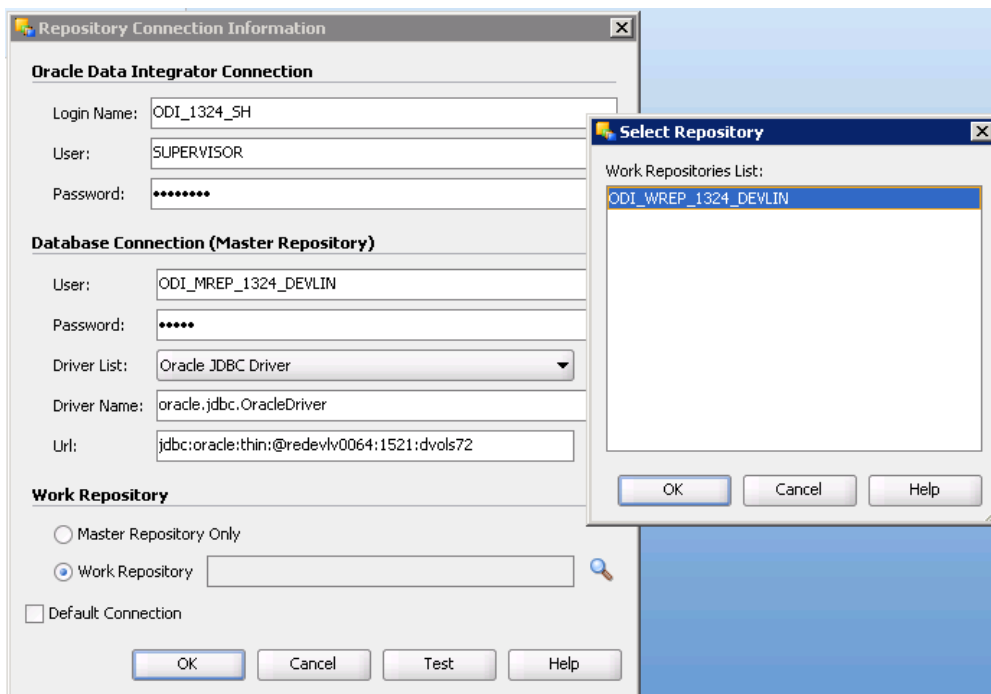 Repository Connection Information
Oracle Data Integrator Connection
Login Name: ODI_1324_SH
User: SUPERVISOR
Password: ••••••••
Database Connection (Master Repository)
User: ODI_MREP_1324_DEVLIN
Password: •••••
Driver List: Oracle JDBC Driver
Driver Name: oracle.jdbc.OracleDriver
Url: jdbc:oracle:thin:@redevlv0064:1521:dvols72
Work Repository
Master Repository Only
Work Repository
Default Connection
OK Cancel Test Help
Select Repository
Work Repositories List:
ODI_WREP_1324_DEVLIN
OK Cancel Help